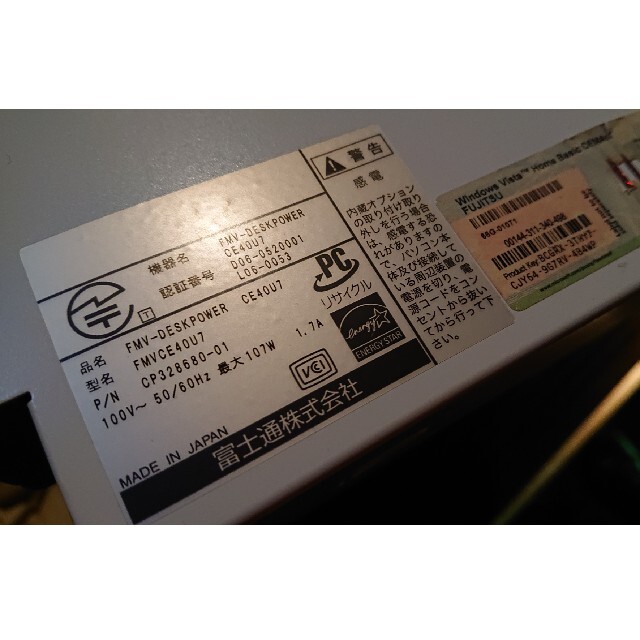 機器名 FMV-DESKPOWER
CE40U7
認証番号 D06-0520001
L06-0053
T
品名 FMV-DESKPOWER CE40U7
型名 FMVCE40U7
P/N CP328680-01
100V～ 50/60Hz 最大107W 1.7A
PC
リサイクル
energy
ENERGY STAR
VCI
MADE IN JAPAN
富士通株式会社
警告
感電
内蔵オプション
の取り付け取り
外しを行う場合
は、感電する恐
れがありますの
で、パソコン本
体及び接続して
いる周辺装置の
電源を切り、電
源コードをコン
セントから抜い
てから行って下
さい。
Windows Vista™ Home Basic OEMAct
FUJITSU
00144-311-340-498
Product Key: